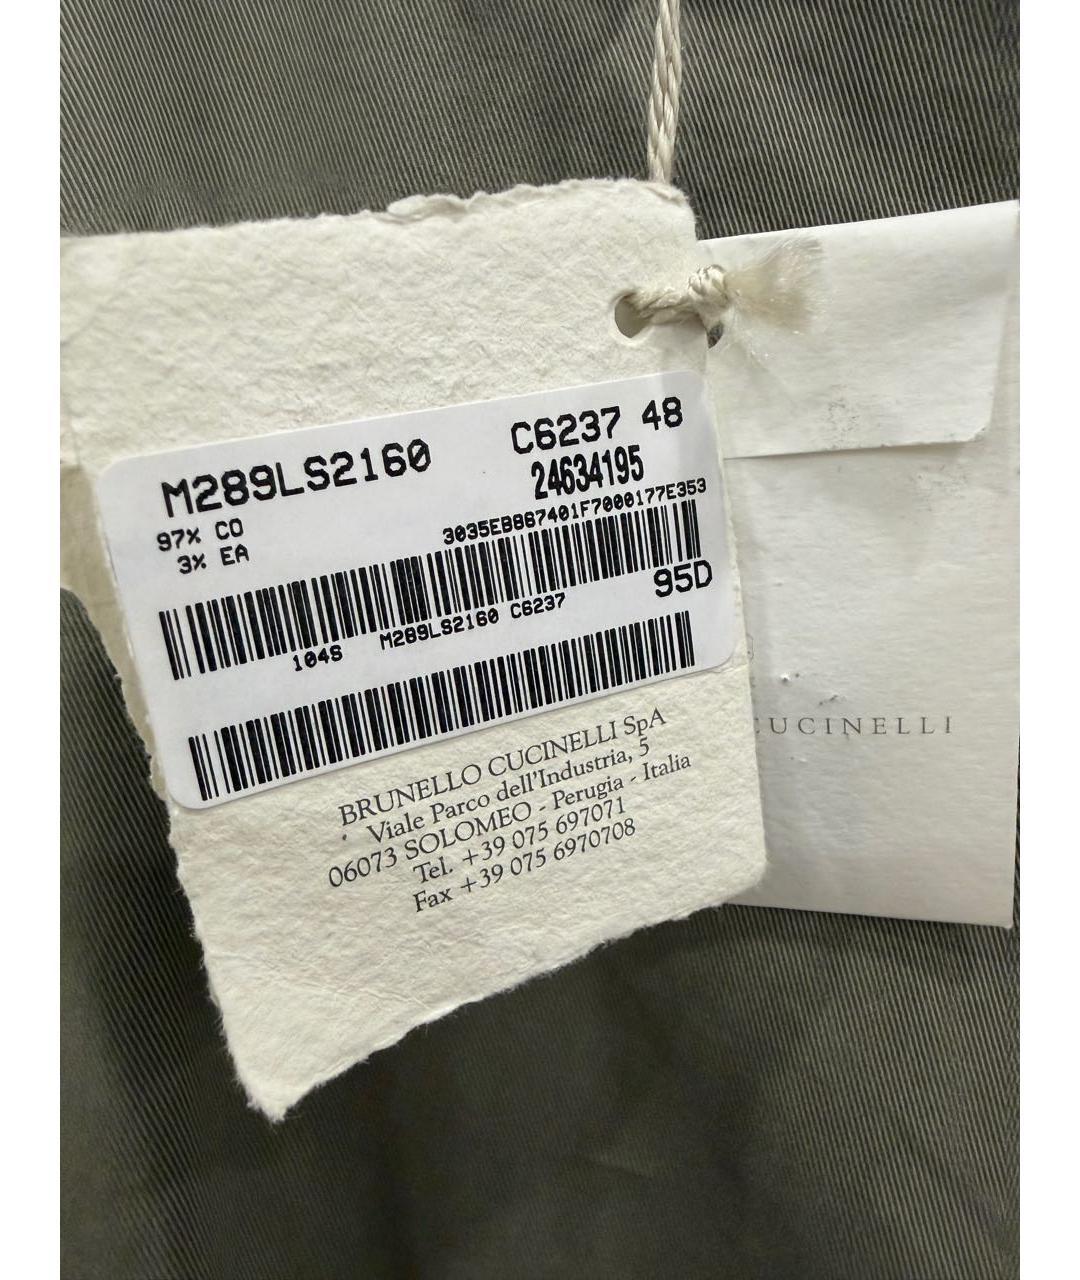 M289LS2160 C6237 48
24634195
97% CO
3% EA
3035EB867401F7000177E353
95D
104S M289LS2160 C6237
BRUNELLO CUCINELLI SpA
Viale Parco dell'Industria, 5
06073 SOLOMEO - Perugia - Italia
Tel. +39 075 697071
Fax +39 075 6970708
CUCINELLI